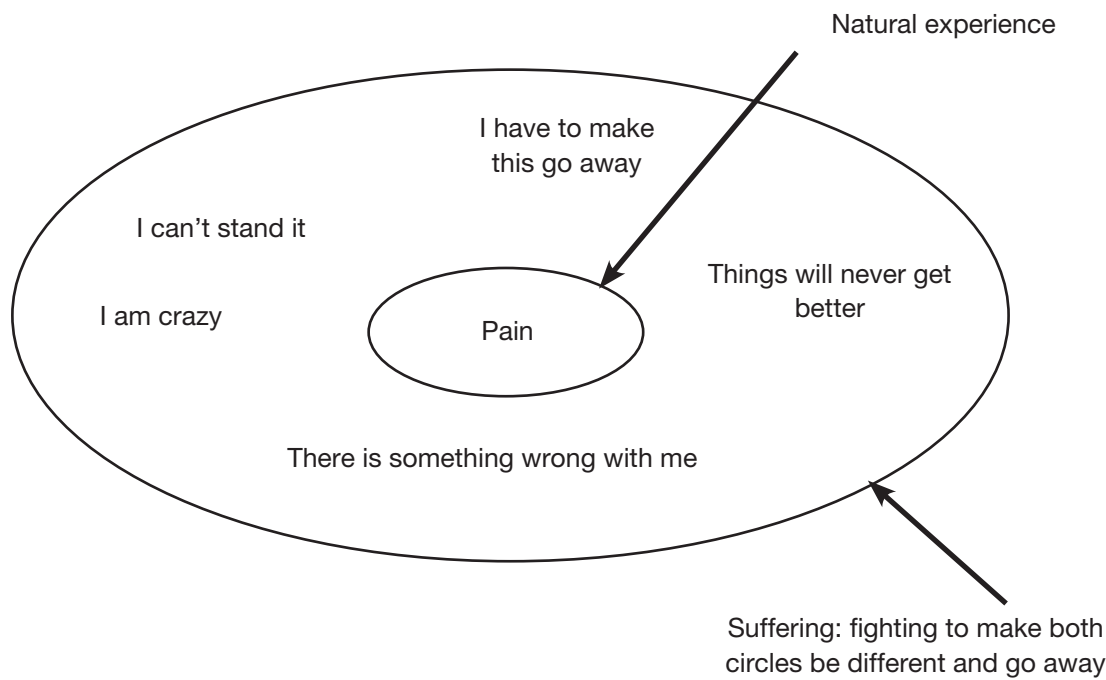 Natural experience
I have to make
this go away
I can’t stand it
Things will never get
better
I am crazy
Pain
There is something wrong with me
Suffering: fighting to make both
circles be different and go away